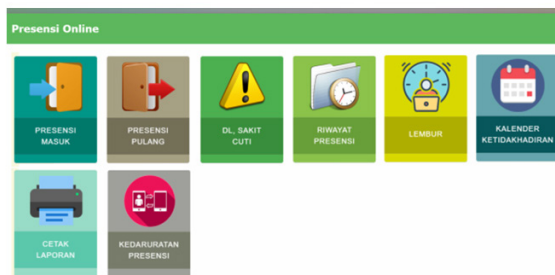 Presensi Online
PRESENSI
MASUK
PRESENSI
PULANG
DL, SAKIT
CUTI
RIWAYAT
PRESENSI
LEMBUR
KALENDER
KETIDAKHADIRAN
CETAK
LAPORAN
KEDARURATAN
PRESENSI